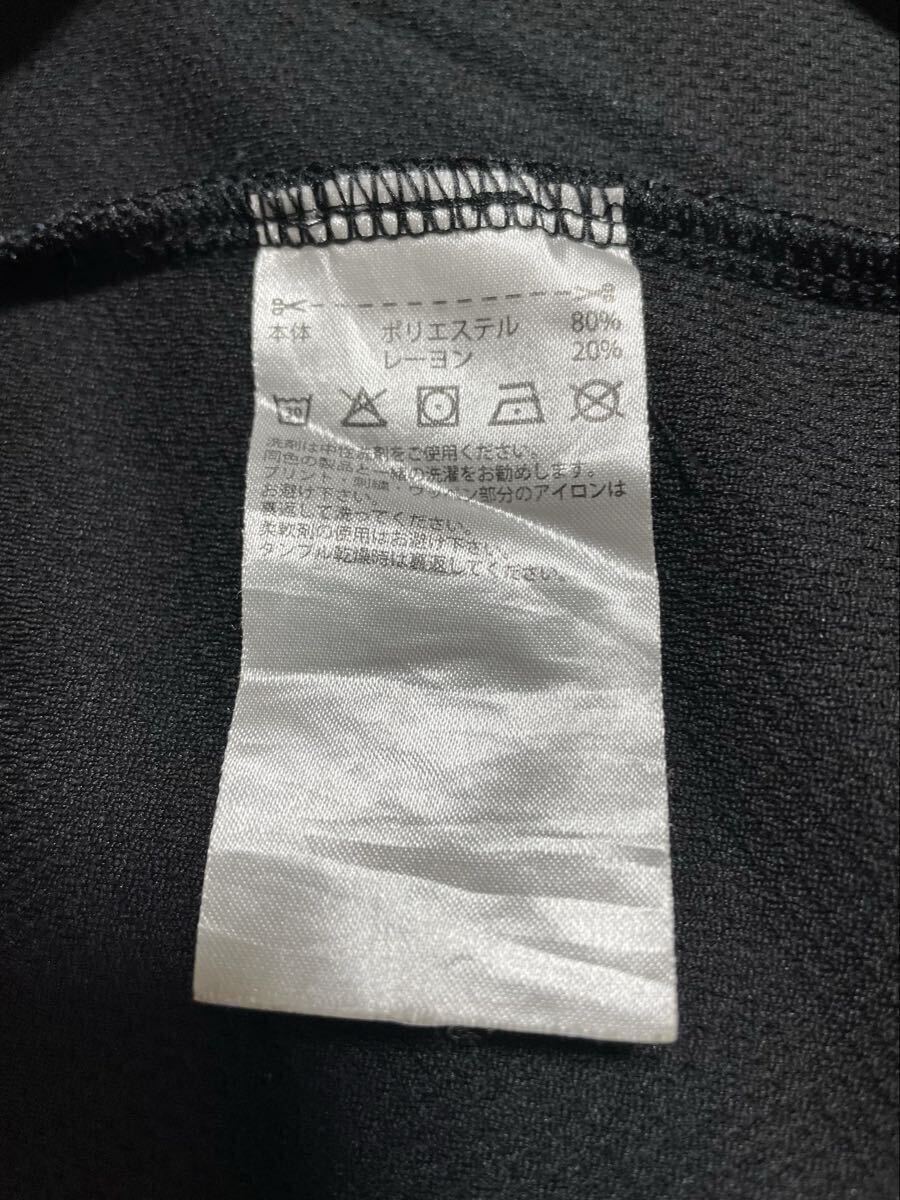 本体 ポリエステル 80%
レーヨン 20%
30
洗剤は中性洗剤をご使用ください。
同色の製品と一緒の洗濯をお勧めします。
プリント・刺繍・ワッペン部分のアイロンは
お避け下さい。
裏返して洗ってください。
柔軟剤の使用はお避け下さい。
タンブル乾燥時は裏返してください。